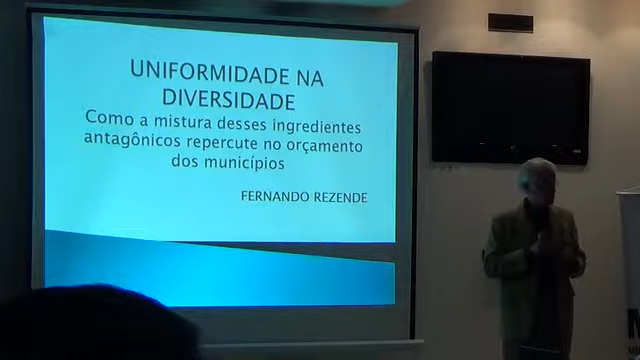 UNIFORMIDADE NA
DIVERSIDADE
Como a mistura desses ingredientes
antagônicos repercute no orçamento
dos municípios
FERNANDO REZENDE